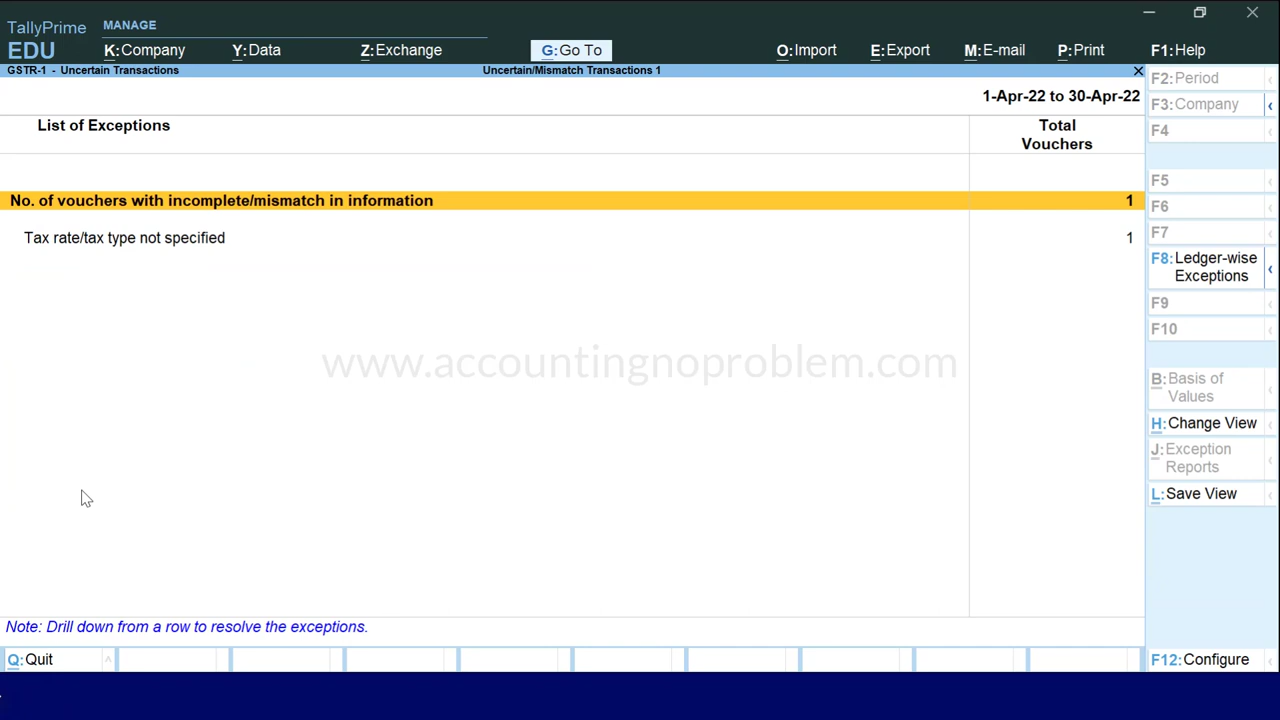 TallyPrime
MANAGE
EDU
K:Company
Y:Data
Z:Exchange
G:Go To
O:Import
E:Export
M:E-mail
P:Print
F1:Help
GSTR-1 - Uncertain Transactions
Uncertain/Mismatch Transactions 1
1-Apr-22 to 30-Apr-22
List of Exceptions
Total
Vouchers
No. of vouchers with incomplete/mismatch in information
1
Tax rate/tax type not specified
1
www.accountingnoproblem.com
Note: Drill down from a row to resolve the exceptions.
Q:Quit
F2:Period
F3:Company
F4
F5
F6
F7
F8:Ledger-wise
Exceptions
F9
F10
B:Basis of
Values
H:Change View
J:Exception
Reports
L:Save View
F12:Configure